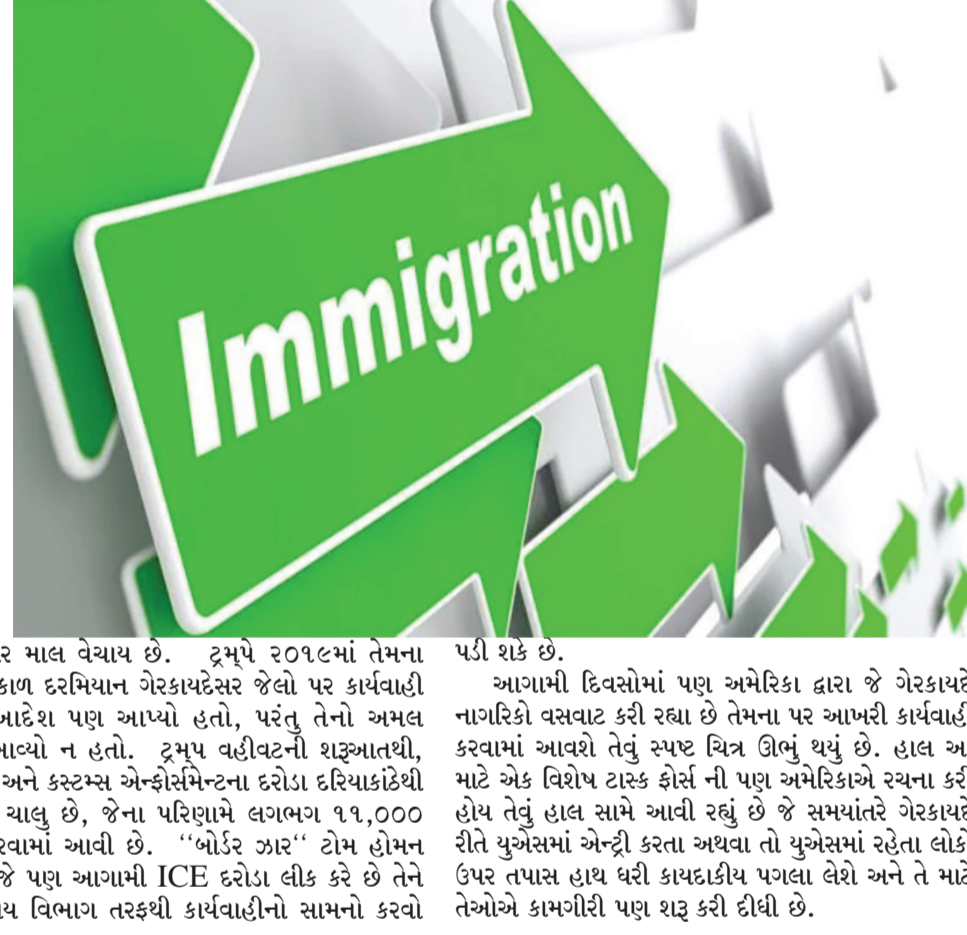 Immigration
ર માલ વેચાય છે. ટ્રમ્પે ૨૦૧૯માં તેમના
કાળ દરમિયાન ગેરકાયદેસર જેલો પર કાર્યવાહી
આદેશ પણ આપ્યો હતો, પરંતુ તેનો અમલ
આવ્યો ન હતો. ટ્રમ્પ વહીવટની શરૂઆતથી,
અને કસ્ટમ્સ એન્ફોર્સમેન્ટના દરોડા દરિયાકાંઠેથી
ચાલુ છે, જેના પરિણામે લગભગ ૧૧,૦૦૦
રવામાં આવી છે. ‘‘બોર્ડર ઝાર‘‘ ટોમ હોમન
જે પણ આગામી ICE દરોડા લીક કરે છે તેને
ય વિભાગ તરફથી કાર્યવાહીનો સામનો કરવો
પડી શકે છે.
આગામી દિવસોમાં પણ અમેરિકા દ્વારા જે ગેરકાયદે
નાગરિકો વસવાટ કરી રહ્યા છે તેમના પર આખરી કાર્યવાહી
કરવામાં આવશે તેવું સ્પષ્ટ ચિત્ર ઊભું થયું છે. હાલ આ
માટે એક વિશેષ ટાસ્ક ફોર્સ ની પણ અમેરિકાએ રચના કરી
હોય તેવું હાલ સામે આવી રહ્યું છે જે સમયાંતરે ગેરકાયદે
રીતે યુએસમાં એન્ટ્રી કરતા અથવા તો યુએસમાં રહેતા લોકો
ઉપર તપાસ હાથ ધરી કાયદાકીય પગલા લેશે અને તે માટે
તેઓએ કામગીરી પણ શરૂ કરી દીધી છે.